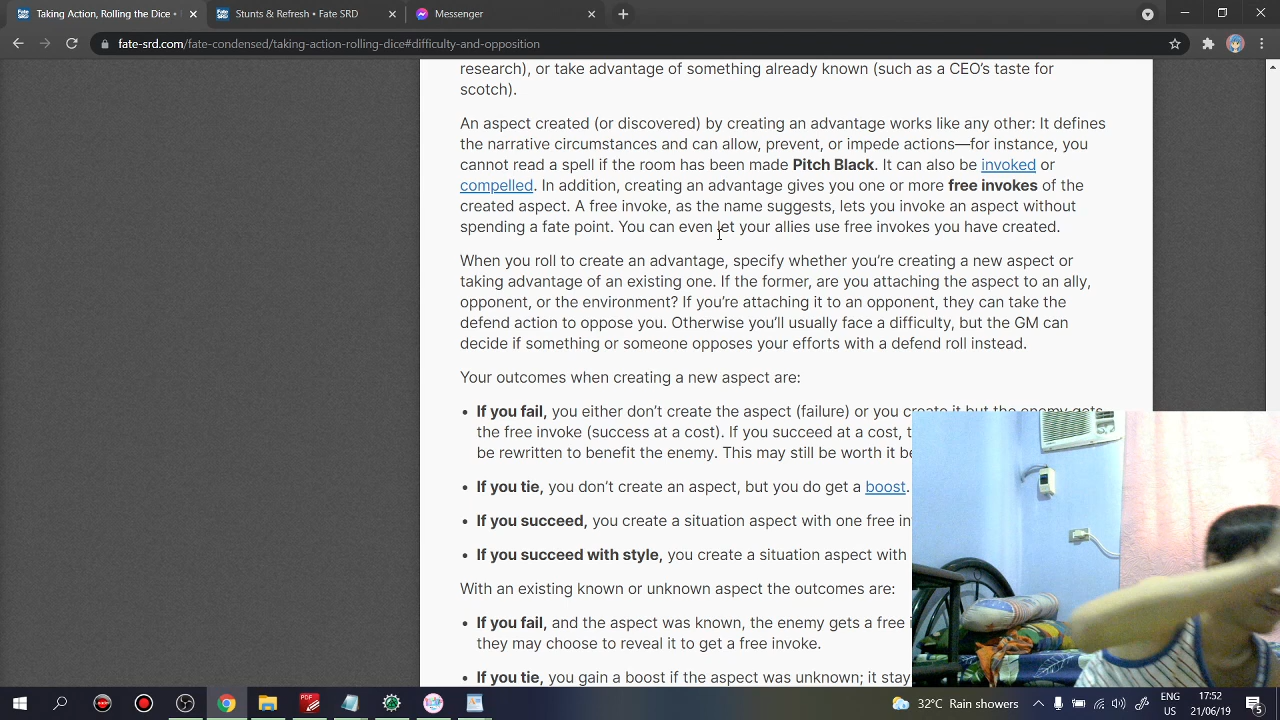 Taking Action, Rolling the Dice •
Stunts & Refresh • Fate SRD
Messenger
fate-srd.com/fate-condensed/taking-action-rolling-dice#difficulty-and-opposition
research), or take advantage of something already known (such as a CEO's taste for
scotch).
An aspect created (or discovered) by creating an advantage works like any other: It defines
the narrative circumstances and can allow, prevent, or impede actions—for instance, you
cannot read a spell if the room has been made Pitch Black. It can also be invoked or
compelled. In addition, creating an advantage gives you one or more free invokes of the
created aspect. A free invoke, as the name suggests, lets you invoke an aspect without
spending a fate point. You can even let your allies use free invokes you have created.
When you roll to create an advantage, specify whether you're creating a new aspect or
taking advantage of an existing one. If the former, are you attaching the aspect to an ally,
opponent, or the environment? If you're attaching it to an opponent, they can take the
defend action to oppose you. Otherwise you'll usually face a difficulty, but the GM can
decide if something or someone opposes your efforts with a defend roll instead.
Your outcomes when creating a new aspect are:
• If you fail, you either don't create the aspect (failure) or you create it but the enemy gets
the free invoke (success at a cost). If you succeed at a cost, t
be rewritten to benefit the enemy. This may still be worth it be
• If you tie, you don't create an aspect, but you do get a boost.
• If you succeed, you create a situation aspect with one free in
• If you succeed with style, you create a situation aspect with
With an existing known or unknown aspect the outcomes are:
• If you fail, and the aspect was known, the enemy gets a free i
they may choose to reveal it to get a free invoke.
• If you tie, you gain a boost if the aspect was unknown; it stay
PDF
32°C Rain showers
ENG
US
17:52
21/06/19
5